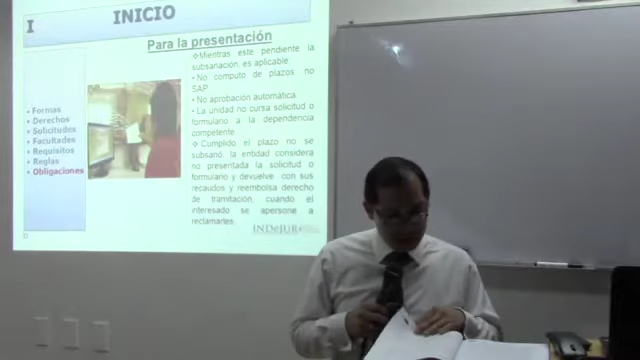 I
INICIO
Para la presentación
Mientras este pendiente la
subsanación, es aplicable:
- No computo de plazos no
SAP
- No aprobación automática.
- La unidad no cursa solicitud o
formulario a la dependencia
competente
Cumplido el plazo no se
subsanó, la entidad considera
no presentada la solicitud o
formulario y devuelve con sus
recaudos y reembolsa derecho
de tramitación, cuando el
interesado se apersone a
reclamarles.
• Formas
• Derechos
• Solicitudes
• Facultades
• Requisitos
• Reglas
• Obligaciones
INDeJUR